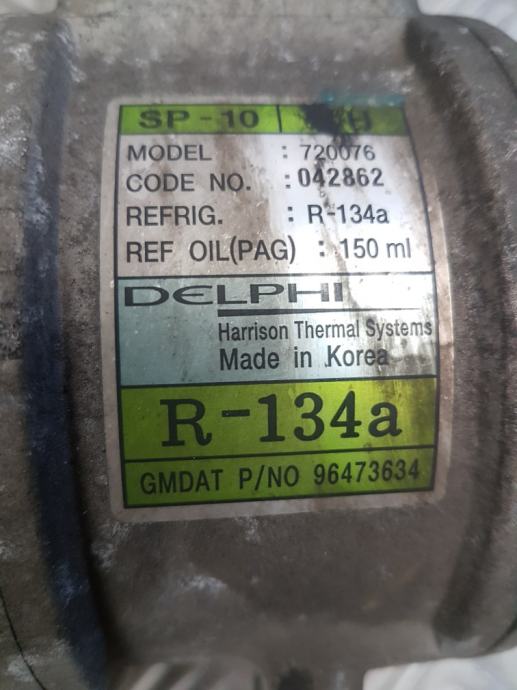 SP-10
MODEL : 720076
CODE NO. : 042862
REFRIG. : R-134a
REF OIL(PAG) : 150 ml
DELPHI
Harrison Thermal Systems
Made in Korea
R-134a
GMDAT P/NO 96473634